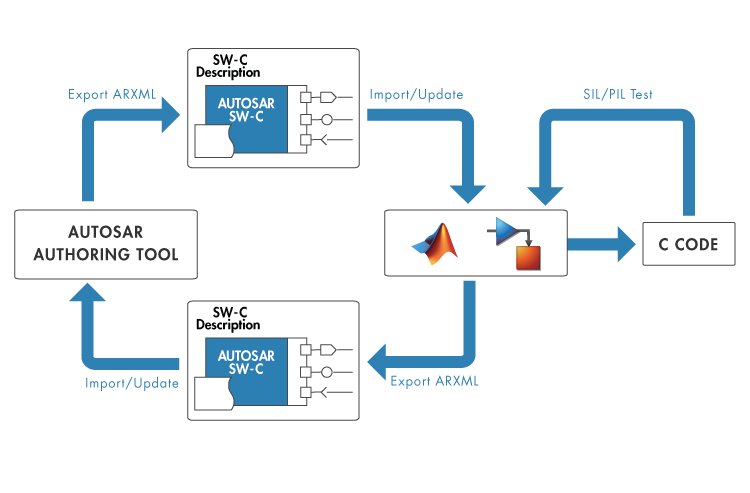 SW-C
Description
AUTOSAR
SW-C
Export ARXML
Import/Update
SIL/PIL Test
AUTOSAR
AUTHORING TOOL
C CODE
SW-C
Description
AUTOSAR
SW-C
Import/Update
Export ARXML